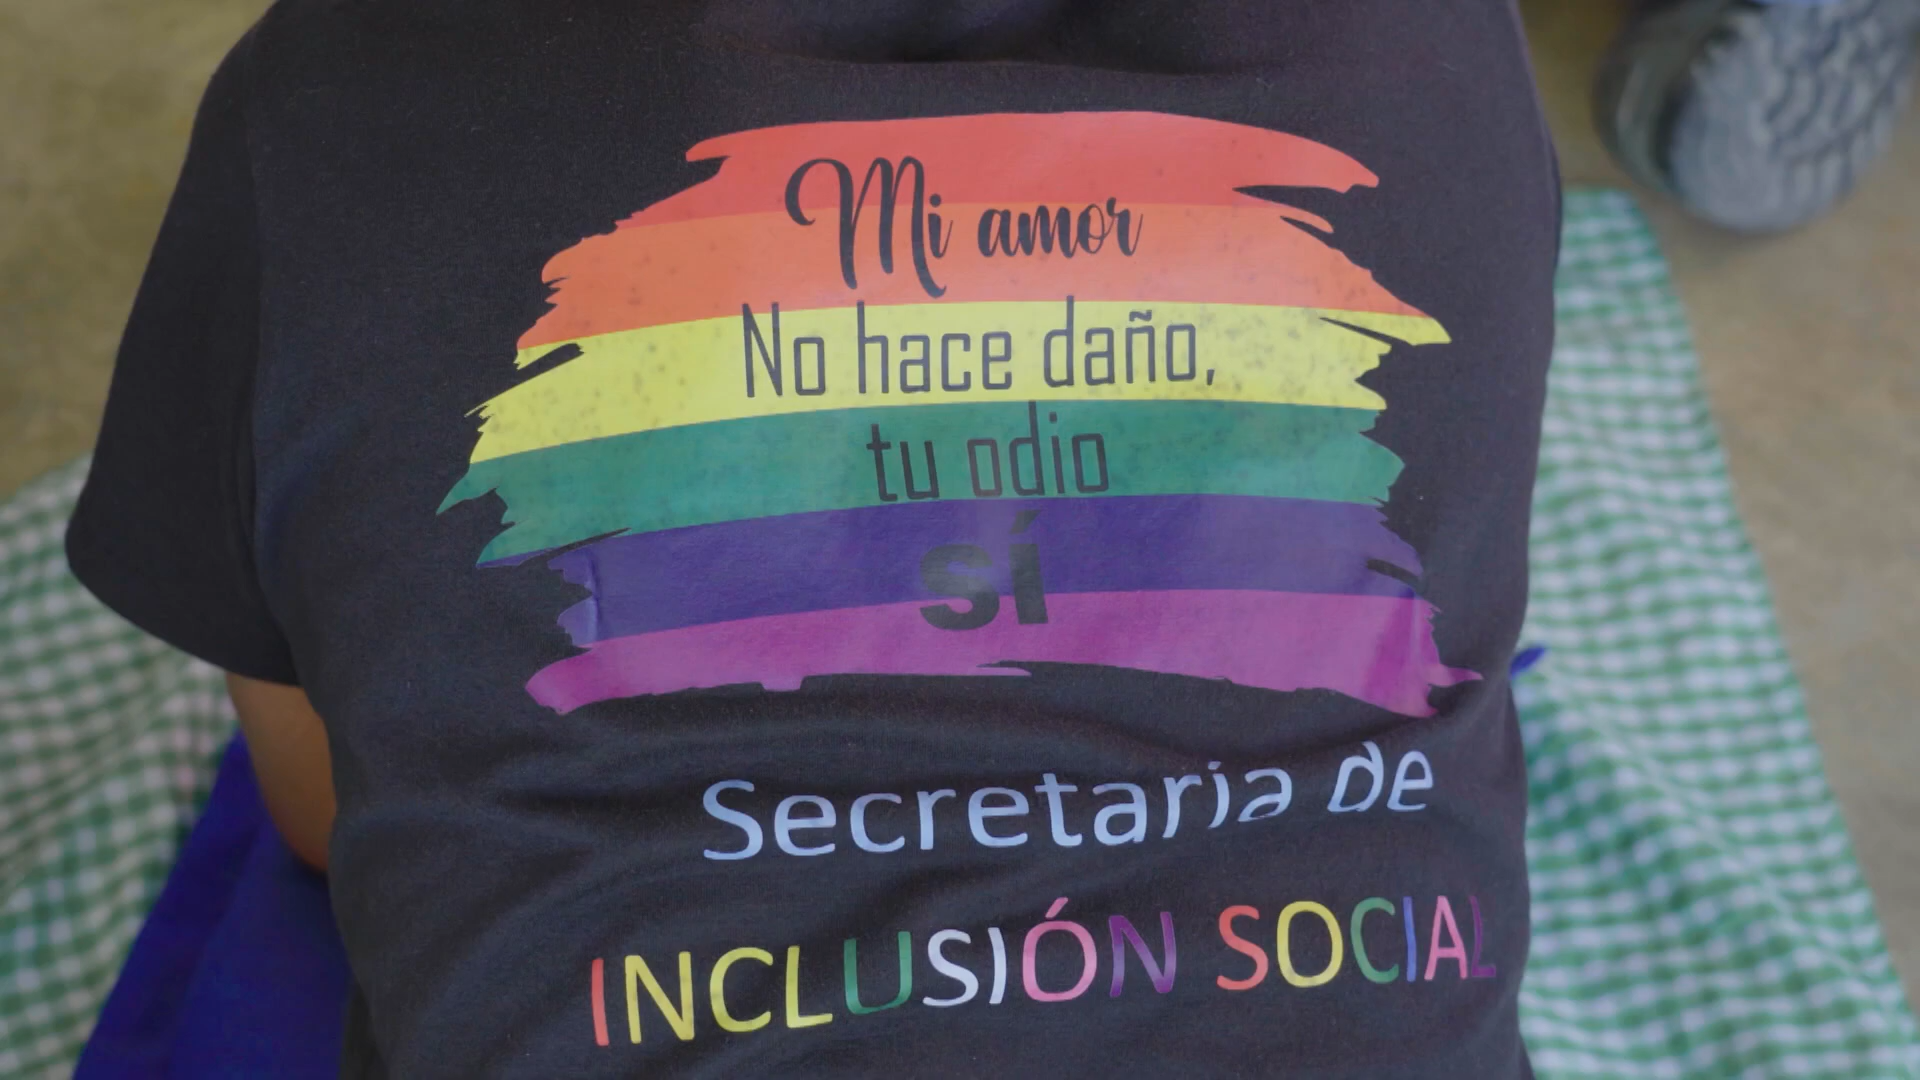 Mi amor
No hace daño,
tu odio
sí
Secretaria de
INCLUSIÓN SOCIAL